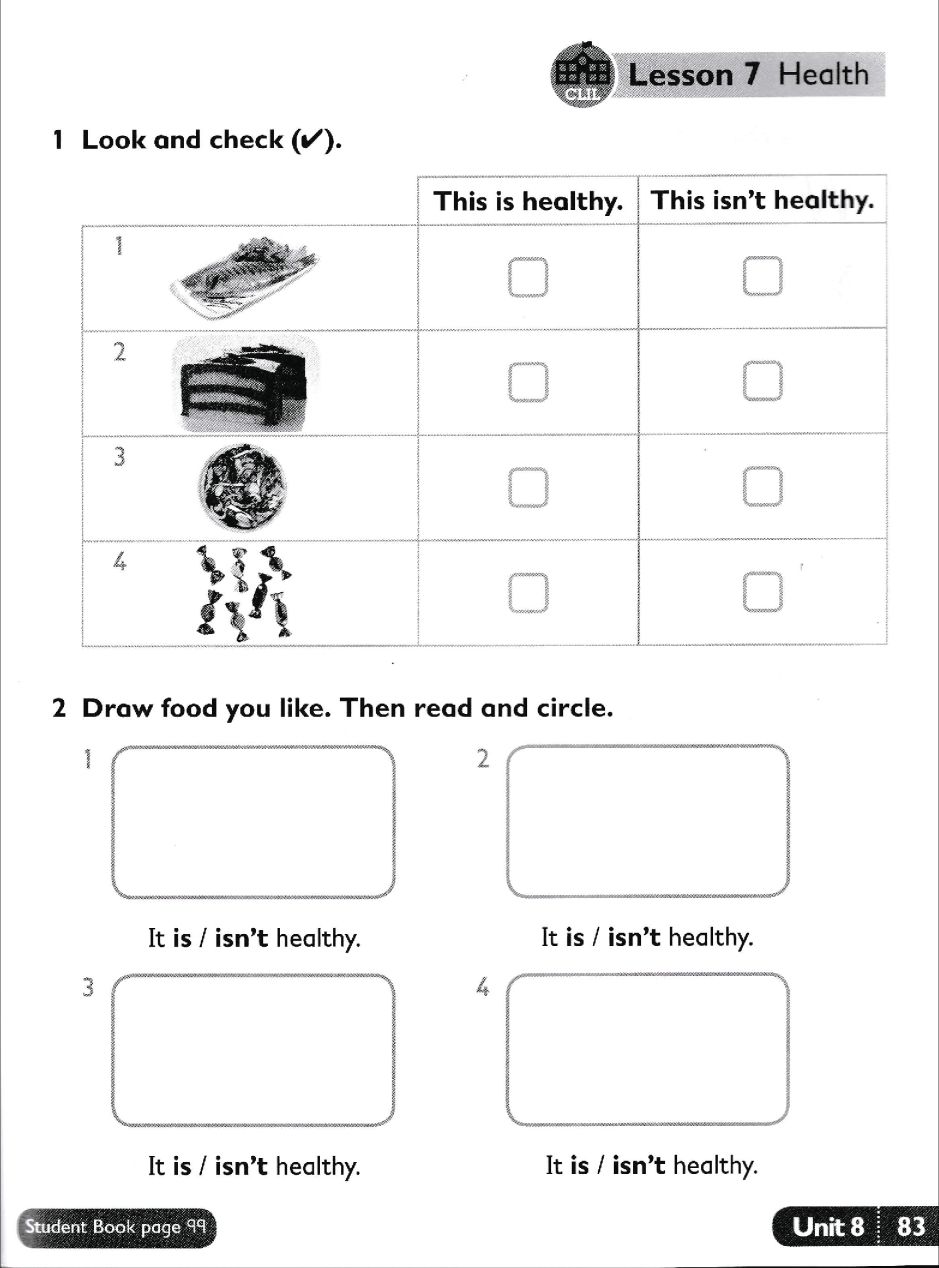 CLIL
Lesson 7 Health
1 Look and check (✔).
This is healthy. This isn't healthy.
1
2
3
4
2 Draw food you like. Then read and circle.
1 2
It is / isn't healthy. It is / isn't healthy.
3 4
It is / isn't healthy. It is / isn't healthy.
Student Book page 99 Unit 8 83